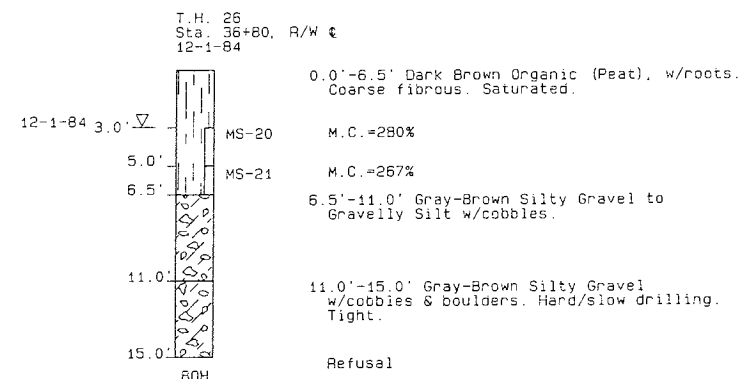 T.H. 26
Sta. 36+80, R/W ℄
12-1-84
0.0'-6.5' Dark Brown Organic (Peat), w/roots.
Coarse fibrous. Saturated.
12-1-84 3.0'
MS-20 M.C.=280%
5.0'
MS-21 M.C.=267%
6.5'
6.5'-11.0' Gray-Brown Silty Gravel to
Gravelly Silt w/cobbles.
11.0'
11.0'-15.0' Gray-Brown Silty Gravel
w/cobbies & boulders. Hard/slow drilling.
Tight.
15.0'
Refusal
BOH